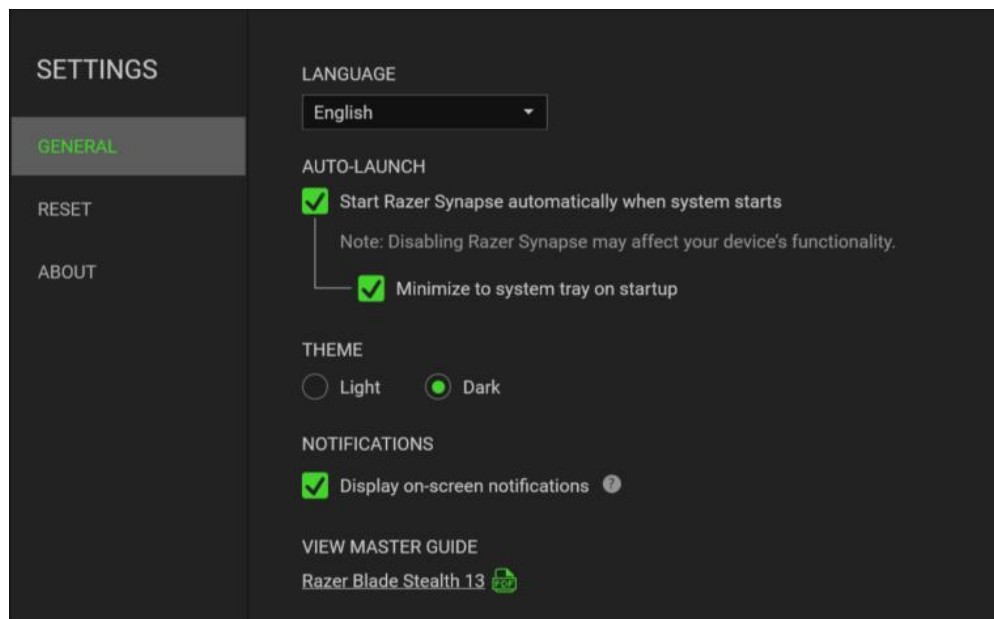 SETTINGS
GENERAL
RESET
ABOUT
LANGUAGE
English
AUTO-LAUNCH
Start Razer Synapse automatically when system starts
Note: Disabling Razer Synapse may affect your device's functionality.
Minimize to system tray on startup
THEME
Light Dark
NOTIFICATIONS
Display on-screen notifications ?
VIEW MASTER GUIDE
Razer Blade Stealth 13 PDF